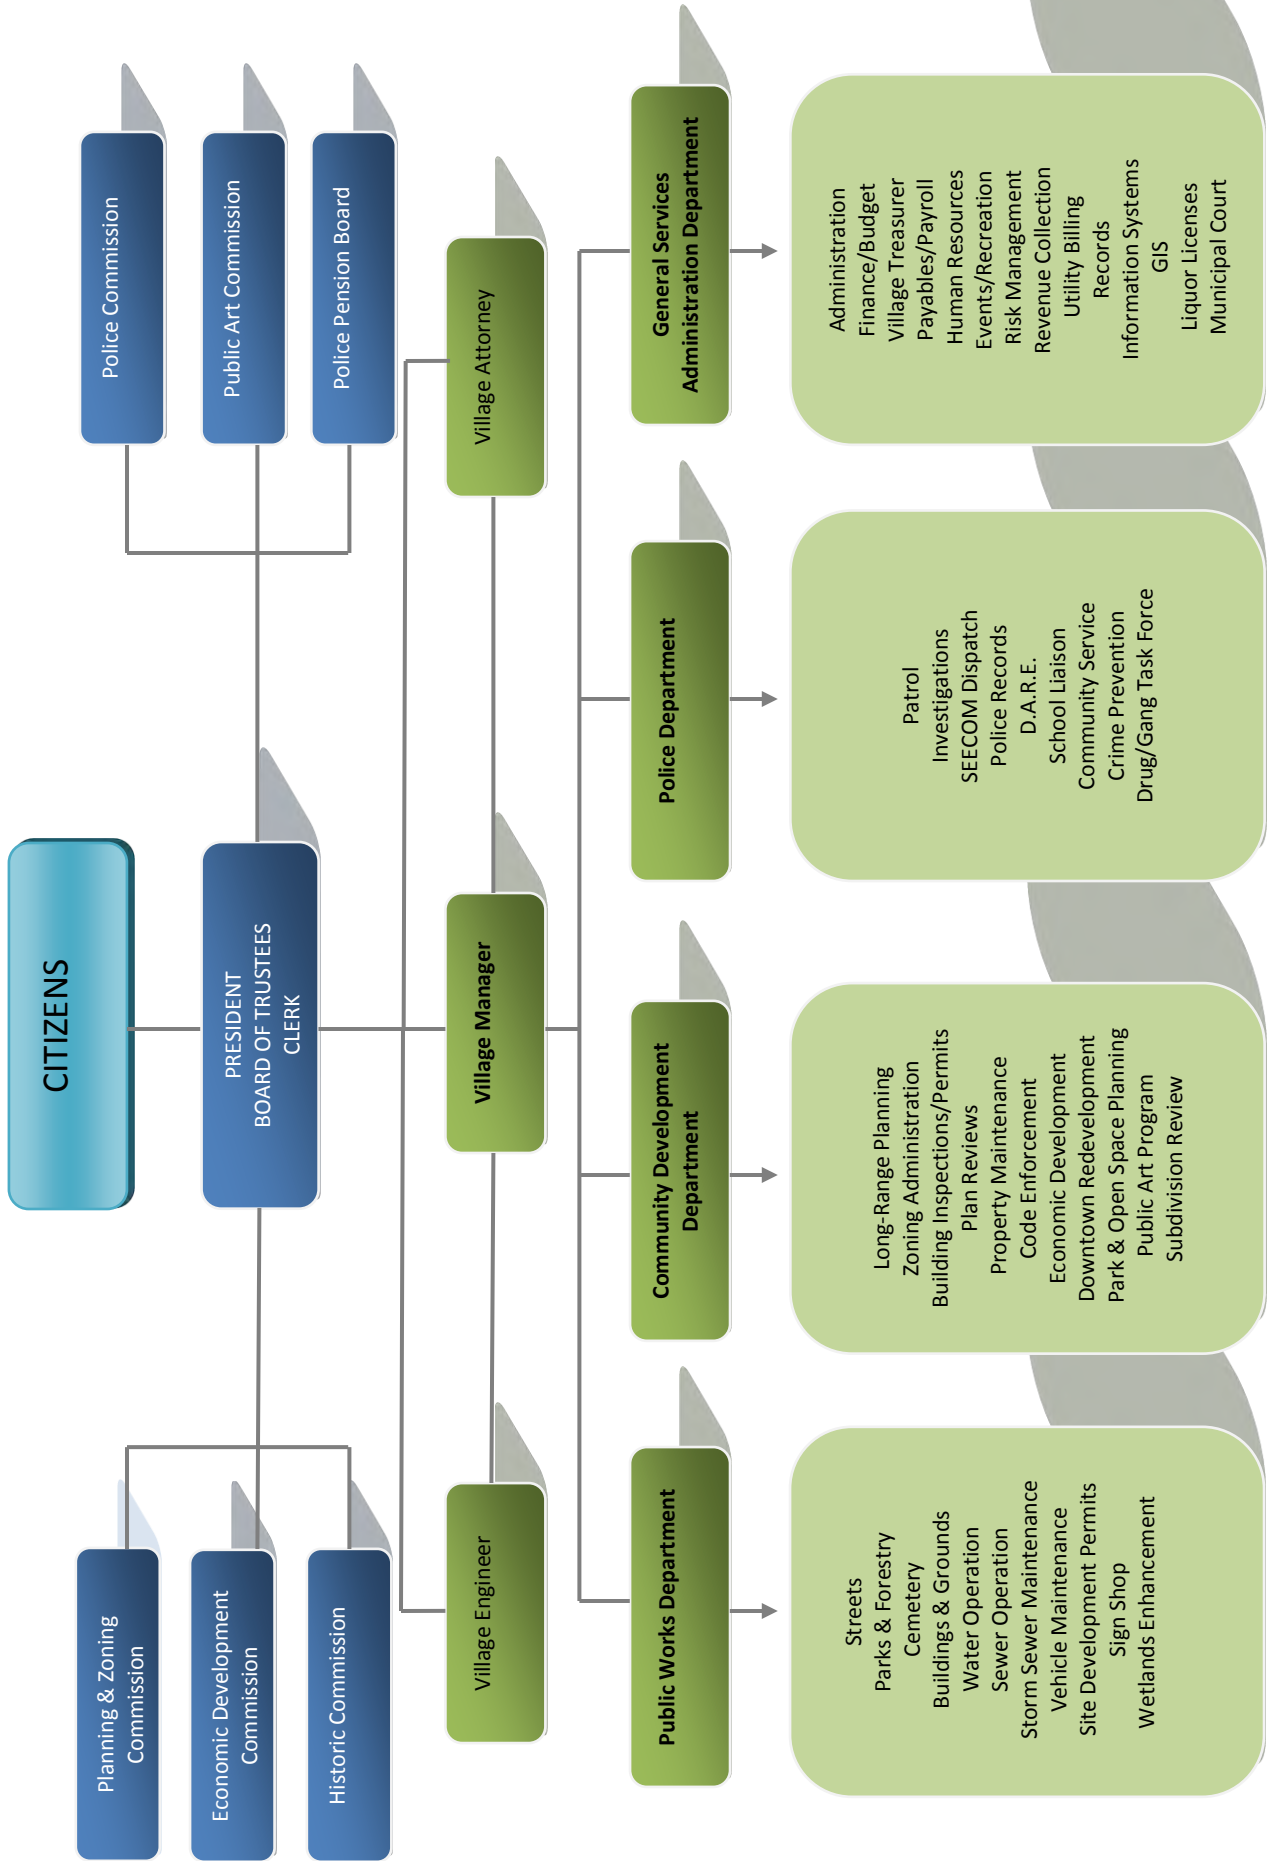 CITIZENS
PRESIDENT
BOARD OF TRUSTEES
CLERK
Planning & Zoning
Commission
Economic Development
Commission
Historic Commission
Police Commission
Public Art Commission
Police Pension Board
Village Engineer
Village Manager
Village Attorney
Public Works Department
Community Development
Department
Police Department
General Services
Administration Department
Streets
Parks & Forestry
Cemetery
Buildings & Grounds
Water Operation
Sewer Operation
Storm Sewer Maintenance
Vehicle Maintenance
Site Development Permits
Sign Shop
Wetlands Enhancement
Long-Range Planning
Zoning Administration
Building Inspections/Permits
Plan Reviews
Property Maintenance
Code Enforcement
Economic Development
Downtown Redevelopment
Park & Open Space Planning
Public Art Program
Subdivision Review
Patrol
Investigations
SEECOM Dispatch
Police Records
D.A.R.E.
School Liaison
Community Service
Crime Prevention
Drug/Gang Task Force
Administration
Finance/Budget
Village Treasurer
Payables/Payroll
Human Resources
Events/Recreation
Risk Management
Revenue Collection
Utility Billing
Records
Information Systems
GIS
Liquor Licenses
Municipal Court